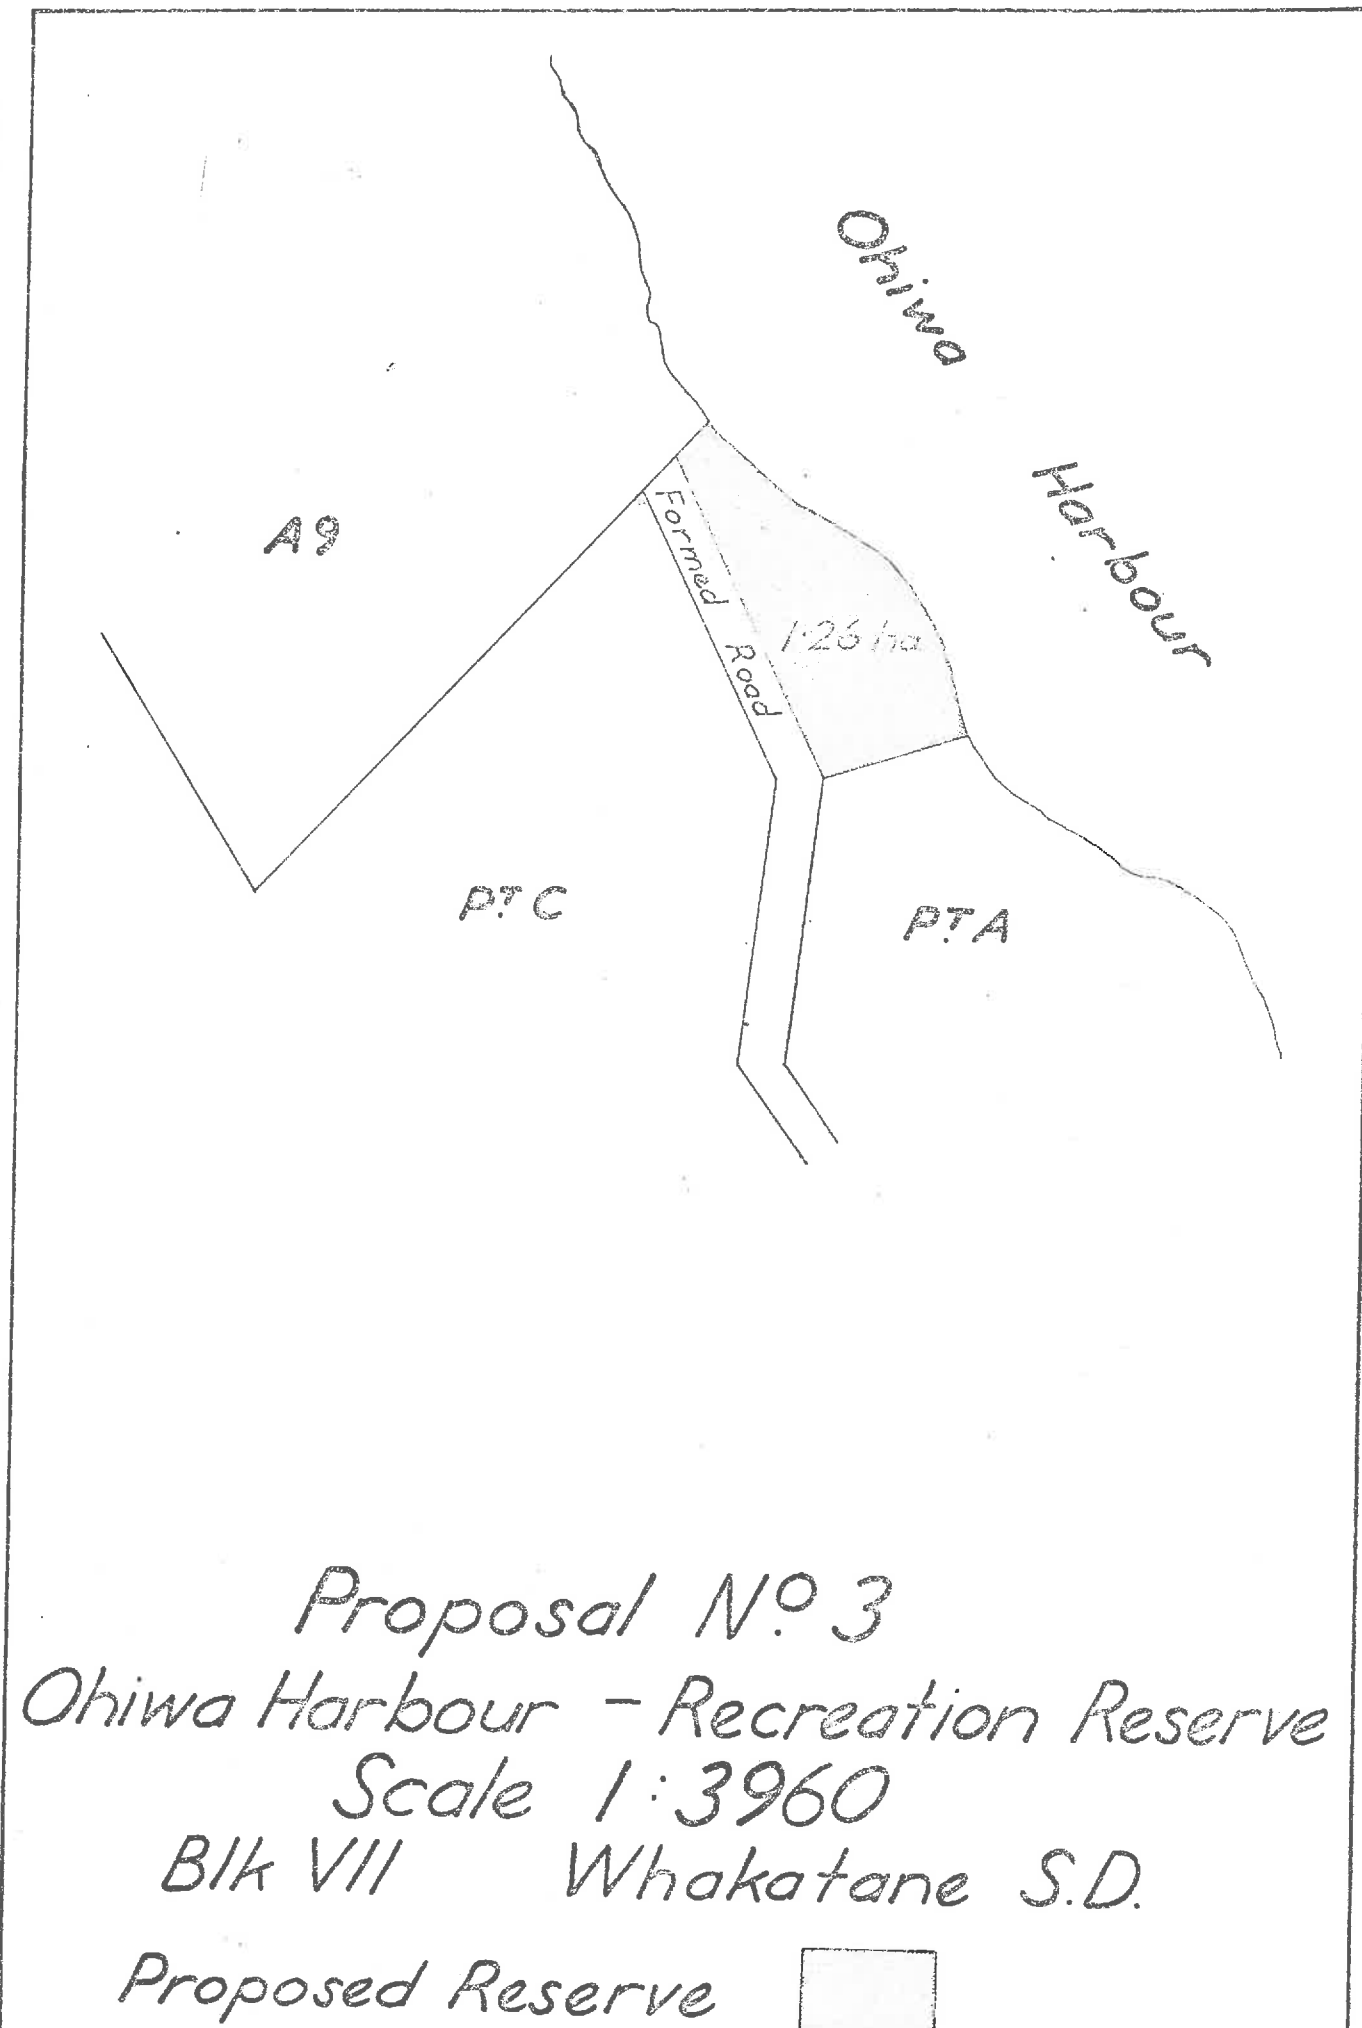 Ohiwa Harbour
A9
Formed Road
1·26 ha
PT C
PT A
Proposal Nº 3
Ohiwa Harbour - Recreation Reserve
Scale 1:3960
Blk VII Whakatane S.D.
Proposed Reserve